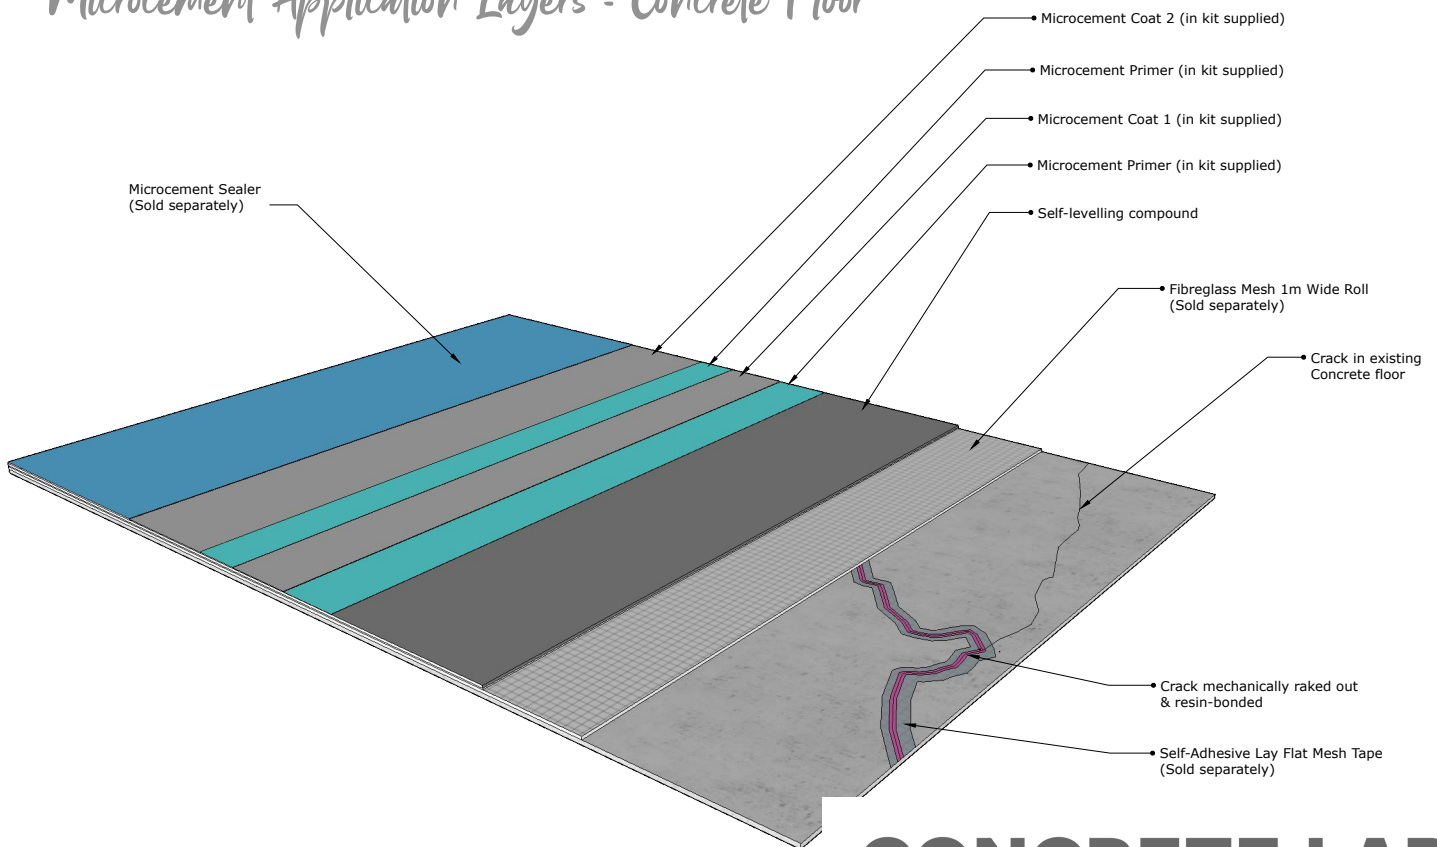 Microcement Application Layers - Concrete Floor
Microcement Coat 2 (in kit supplied)
Microcement Primer (in kit supplied)
Microcement Coat 1 (in kit supplied)
Microcement Primer (in kit supplied)
Microcement Sealer
(Sold separately)
Self-levelling compound
Fibreglass Mesh 1m Wide Roll
(Sold separately)
Crack in existing
Concrete floor
Crack mechanically raked out
& resin-bonded
Self-Adhesive Lay Flat Mesh Tape
(Sold separately)
CONCRETE LAB